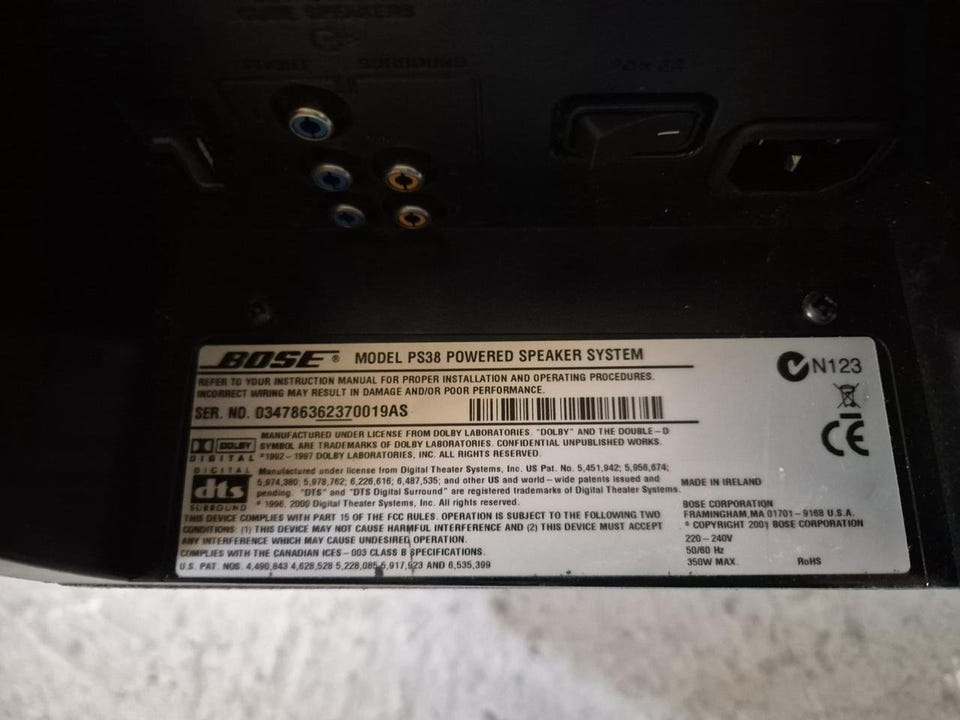 CUBE SPEAKERS
BOSE® MODEL PS38 POWERED SPEAKER SYSTEM
REFER TO YOUR INSTRUCTION MANUAL FOR PROPER INSTALLATION AND OPERATING PROCEDURES.
INCORRECT WIRING MAY RESULT IN DAMAGE AND/OR POOR PERFORMANCE.
SER. NO. 034786362370019AS
N123
CE
DOLBY
DIGITAL
MANUFACTURED UNDER LICENSE FROM DOLBY LABORATORIES. "DOLBY" AND THE DOUBLE-D
SYMBOL ARE TRADEMARKS OF DOLBY LABORATORIES. CONFIDENTIAL UNPUBLISHED WORKS.
©1992-1997 DOLBY LABORATORIES, INC. ALL RIGHTS RESERVED.
DIGITAL
dts
SURROUND
Manufactured under license from Digital Theater Systems, Inc. US Pat. No. 5,451,942; 5,956,674;
5,974,380; 5,978,762; 6,226,616; 6,487,535; and other US and world-wide patents issued and
pending. "DTS" and "DTS Digital Surround" are registered trademarks of Digital Theater Systems,
© 1996, 2000 Digital Theater Systems, Inc. All rights reserved.
THIS DEVICE COMPLIES WITH PART 15 OF THE FCC RULES. OPERATION IS SUBJECT TO THE FOLLOWING TWO
CONDITIONS: (1) THIS DEVICE MAY NOT CAUSE HARMFUL INTERFERENCE AND (2) THIS DEVICE MUST ACCEPT
ANY INTERFERENCE WHICH MAY CAUSE UNDESIRED OPERATION.
COMPLIES WITH THE CANADIAN ICES-003 CLASS B SPECIFICATIONS.
U.S. PAT. NOS. 4,490,843 4,628,528 5,228,085 5,917,923 AND 6,535,399
MADE IN IRELAND
BOSE CORPORATION
FRAMINGHAM,MA 01701-9168 U.S.A.
© COPYRIGHT 2001 BOSE CORPORATION
220-240V
50/60 Hz
350W MAX.
RoHS